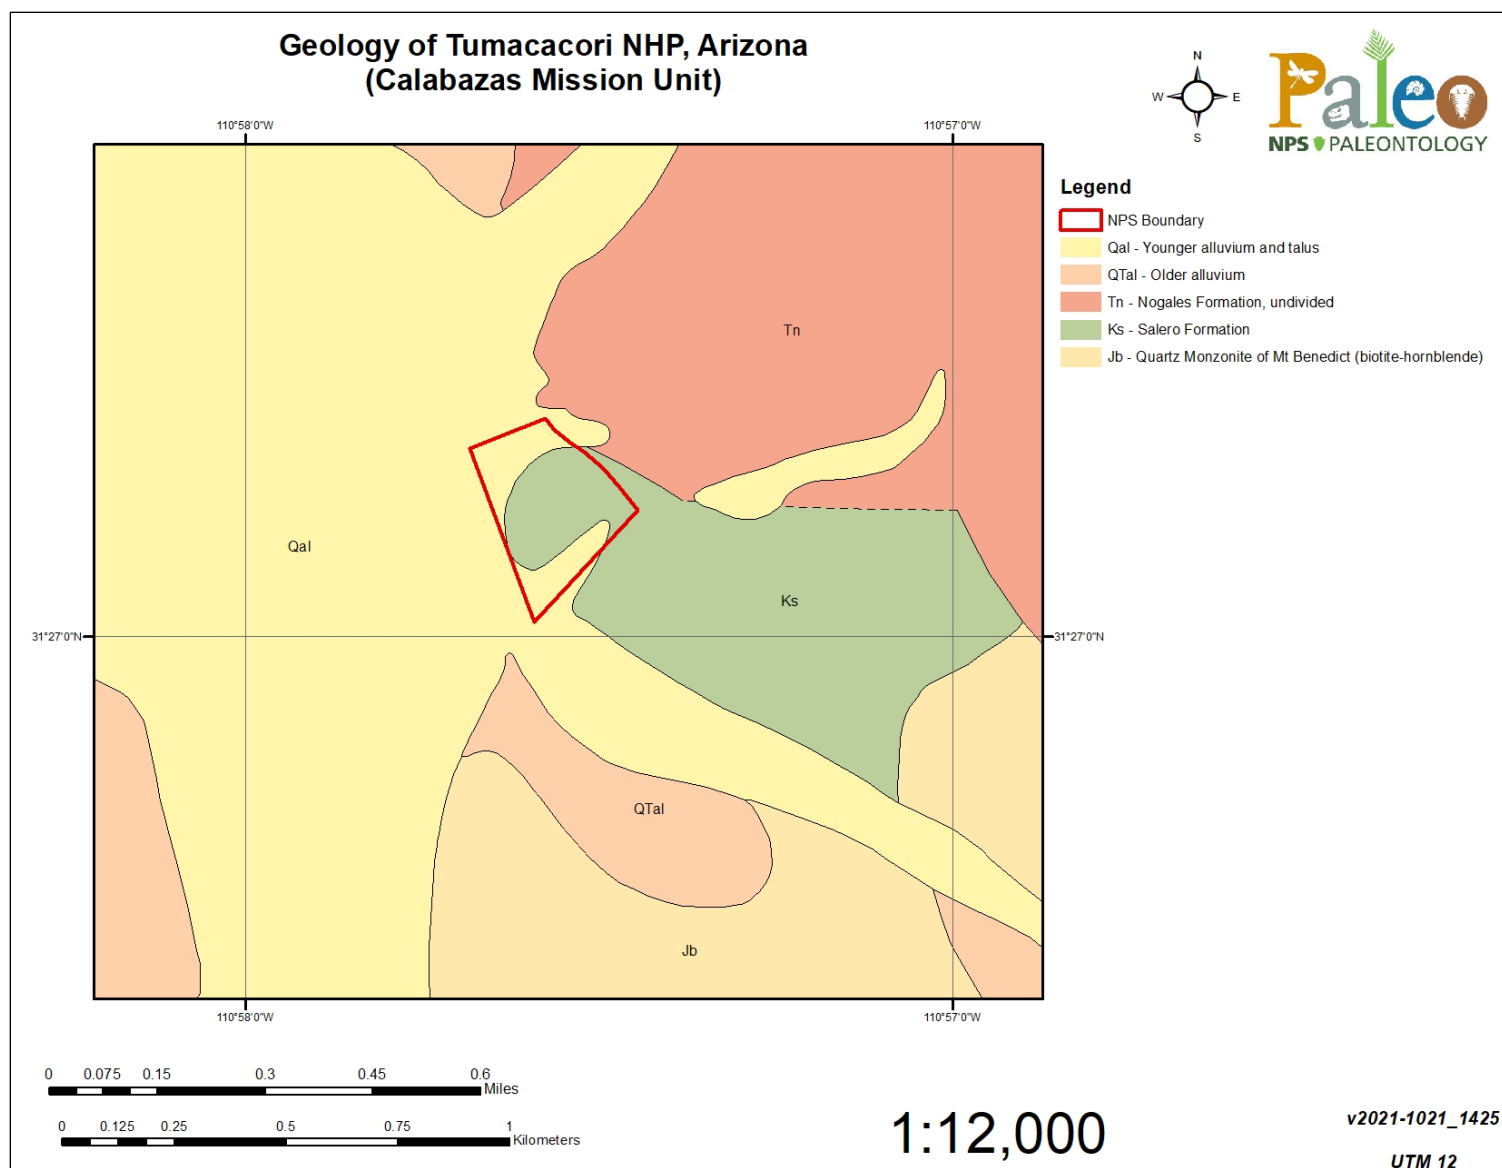 Geology of Tumacacori NHP, Arizona
(Calabazas Mission Unit)
N
W E
S
Paleo
NPS PALEONTOLOGY
110°58'0"W 110°57'0"W
Legend
NPS Boundary
Qal - Younger alluvium and talus
QTal - Older alluvium
Tn - Nogales Formation, undivided
Ks - Salero Formation
Jb - Quartz Monzonite of Mt Benedict (biotite-hornblende)
Tn
Qal
Ks
31°27'0"N 31°27'0"N
QTal
Jb
110°58'0"W 110°57'0"W
0 0.075 0.15 0.3 0.45 0.6
Miles
0 0.125 0.25 0.5 0.75 1
Kilometers
1:12,000
v2021-1021_1425
UTM 12